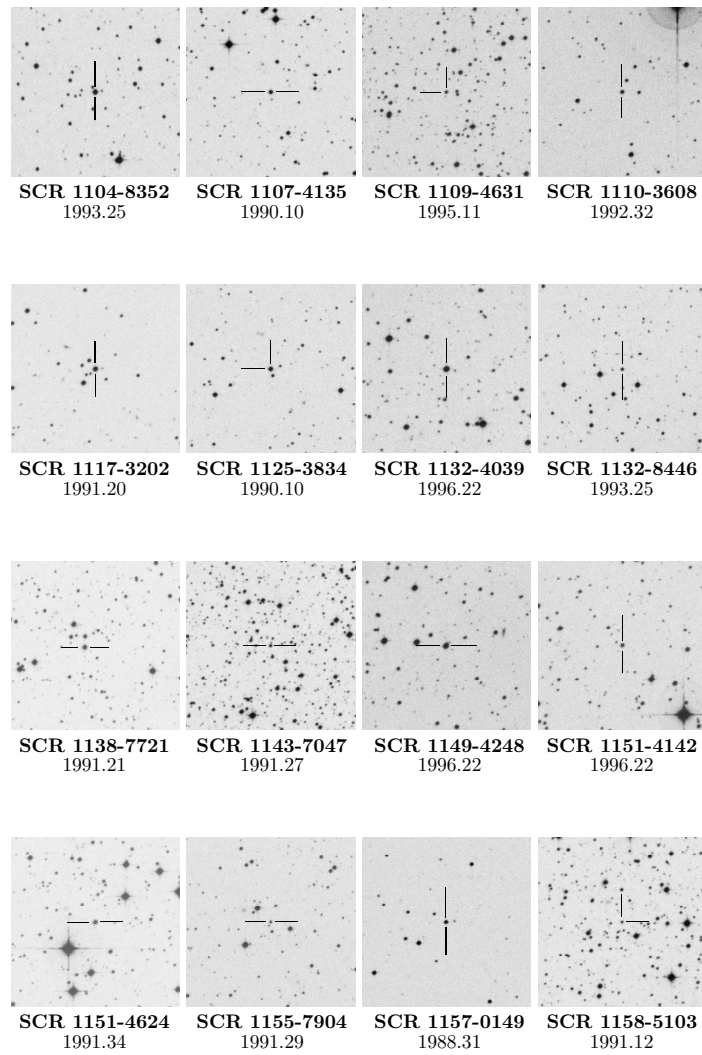 SCR 1104-8352 SCR 1107-4135 SCR 1109-4631 SCR 1110-3608
1993.25 1990.10 1995.11 1992.32
SCR 1117-3202 SCR 1125-3834 SCR 1132-4039 SCR 1132-8446
1991.20 1990.10 1996.22 1993.25
SCR 1138-7721 SCR 1143-7047 SCR 1149-4248 SCR 1151-4142
1991.21 1991.27 1996.22 1996.22
SCR 1151-4624 SCR 1155-7904 SCR 1157-0149 SCR 1158-5103
1991.34 1991.29 1988.31 1991.12